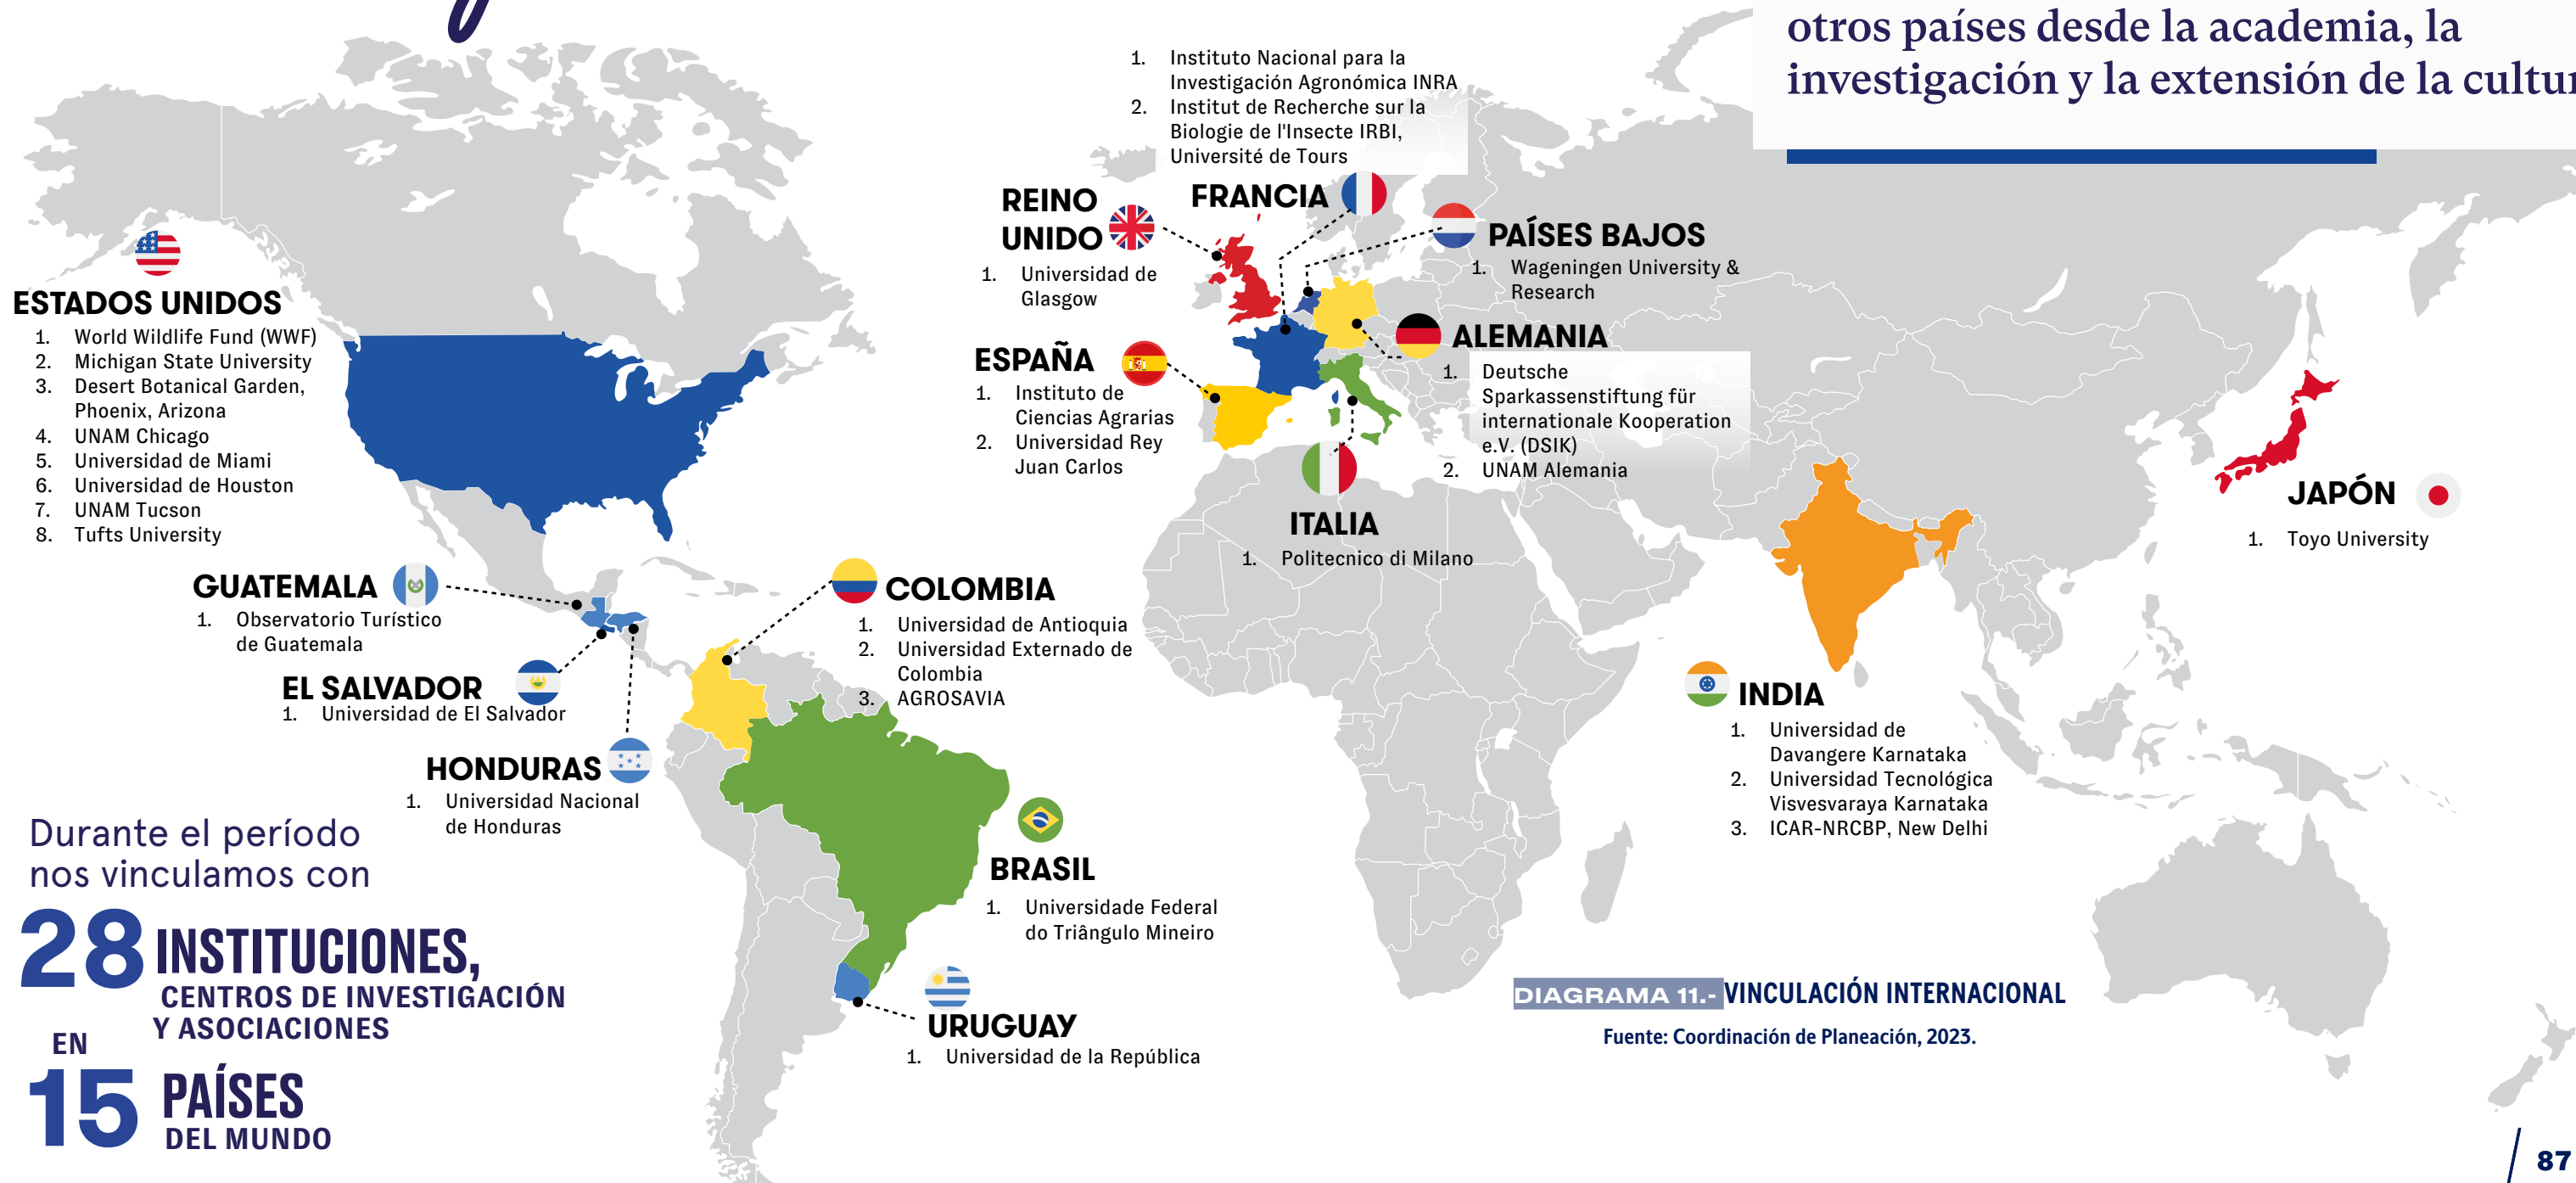 otros países desde la academia, la
investigación y la extensión de la
1. Instituto Nacional para la
Investigación Agronómica INRA
2. Institut de Recherche sur la
Biologie de l'Insecte IRBI,
Université de Tours
FRANCIA
REINO
UNIDO
1. Universidad de
Glasgow
PAÍSES BAJOS
1. Wageningen University &
Research
ESTADOS UNIDOS
1. World Wildlife Fund (WWF)
2. Michigan State University
3. Desert Botanical Garden,
Phoenix, Arizona
4. UNAM Chicago
5. Universidad de Miami
6. Universidad de Houston
7. UNAM Tucson
8. Tufts University
ESPAÑA
1. Instituto de
Ciencias Agrarias
2. Universidad Rey
Juan Carlos
ALEMANIA
1. Deutsche
Sparkassenstiftung für
internationale Kooperation
e.V. (DSIK)
2. UNAM Alemania
ITALIA
1. Politecnico di Milano
JAPÓN
1. Toyo University
GUATEMALA
1. Observatorio Turístico
de Guatemala
COLOMBIA
1. Universidad de Antioquia
2. Universidad Externado de
Colombia
3. AGROSAVIA
EL SALVADOR
1. Universidad de El Salvador
HONDURAS
1. Universidad Nacional
de Honduras
INDIA
1. Universidad de
Davangere Karnataka
2. Universidad Tecnológica
Visvesvaraya Karnataka
3. ICAR-NRCBP, New Delhi
BRASIL
1. Universidade Federal
do Triângulo Mineiro
URUGUAY
1. Universidad de la República
Durante el período
nos vinculamos con
28 INSTITUCIONES,
CENTROS DE INVESTIGACIÓN
Y ASOCIACIONES
EN
15 PAÍSES
DEL MUNDO
DIAGRAMA 11.- VINCULACIÓN INTERNACIONAL
Fuente: Coordinación de Planeación, 2023.
87